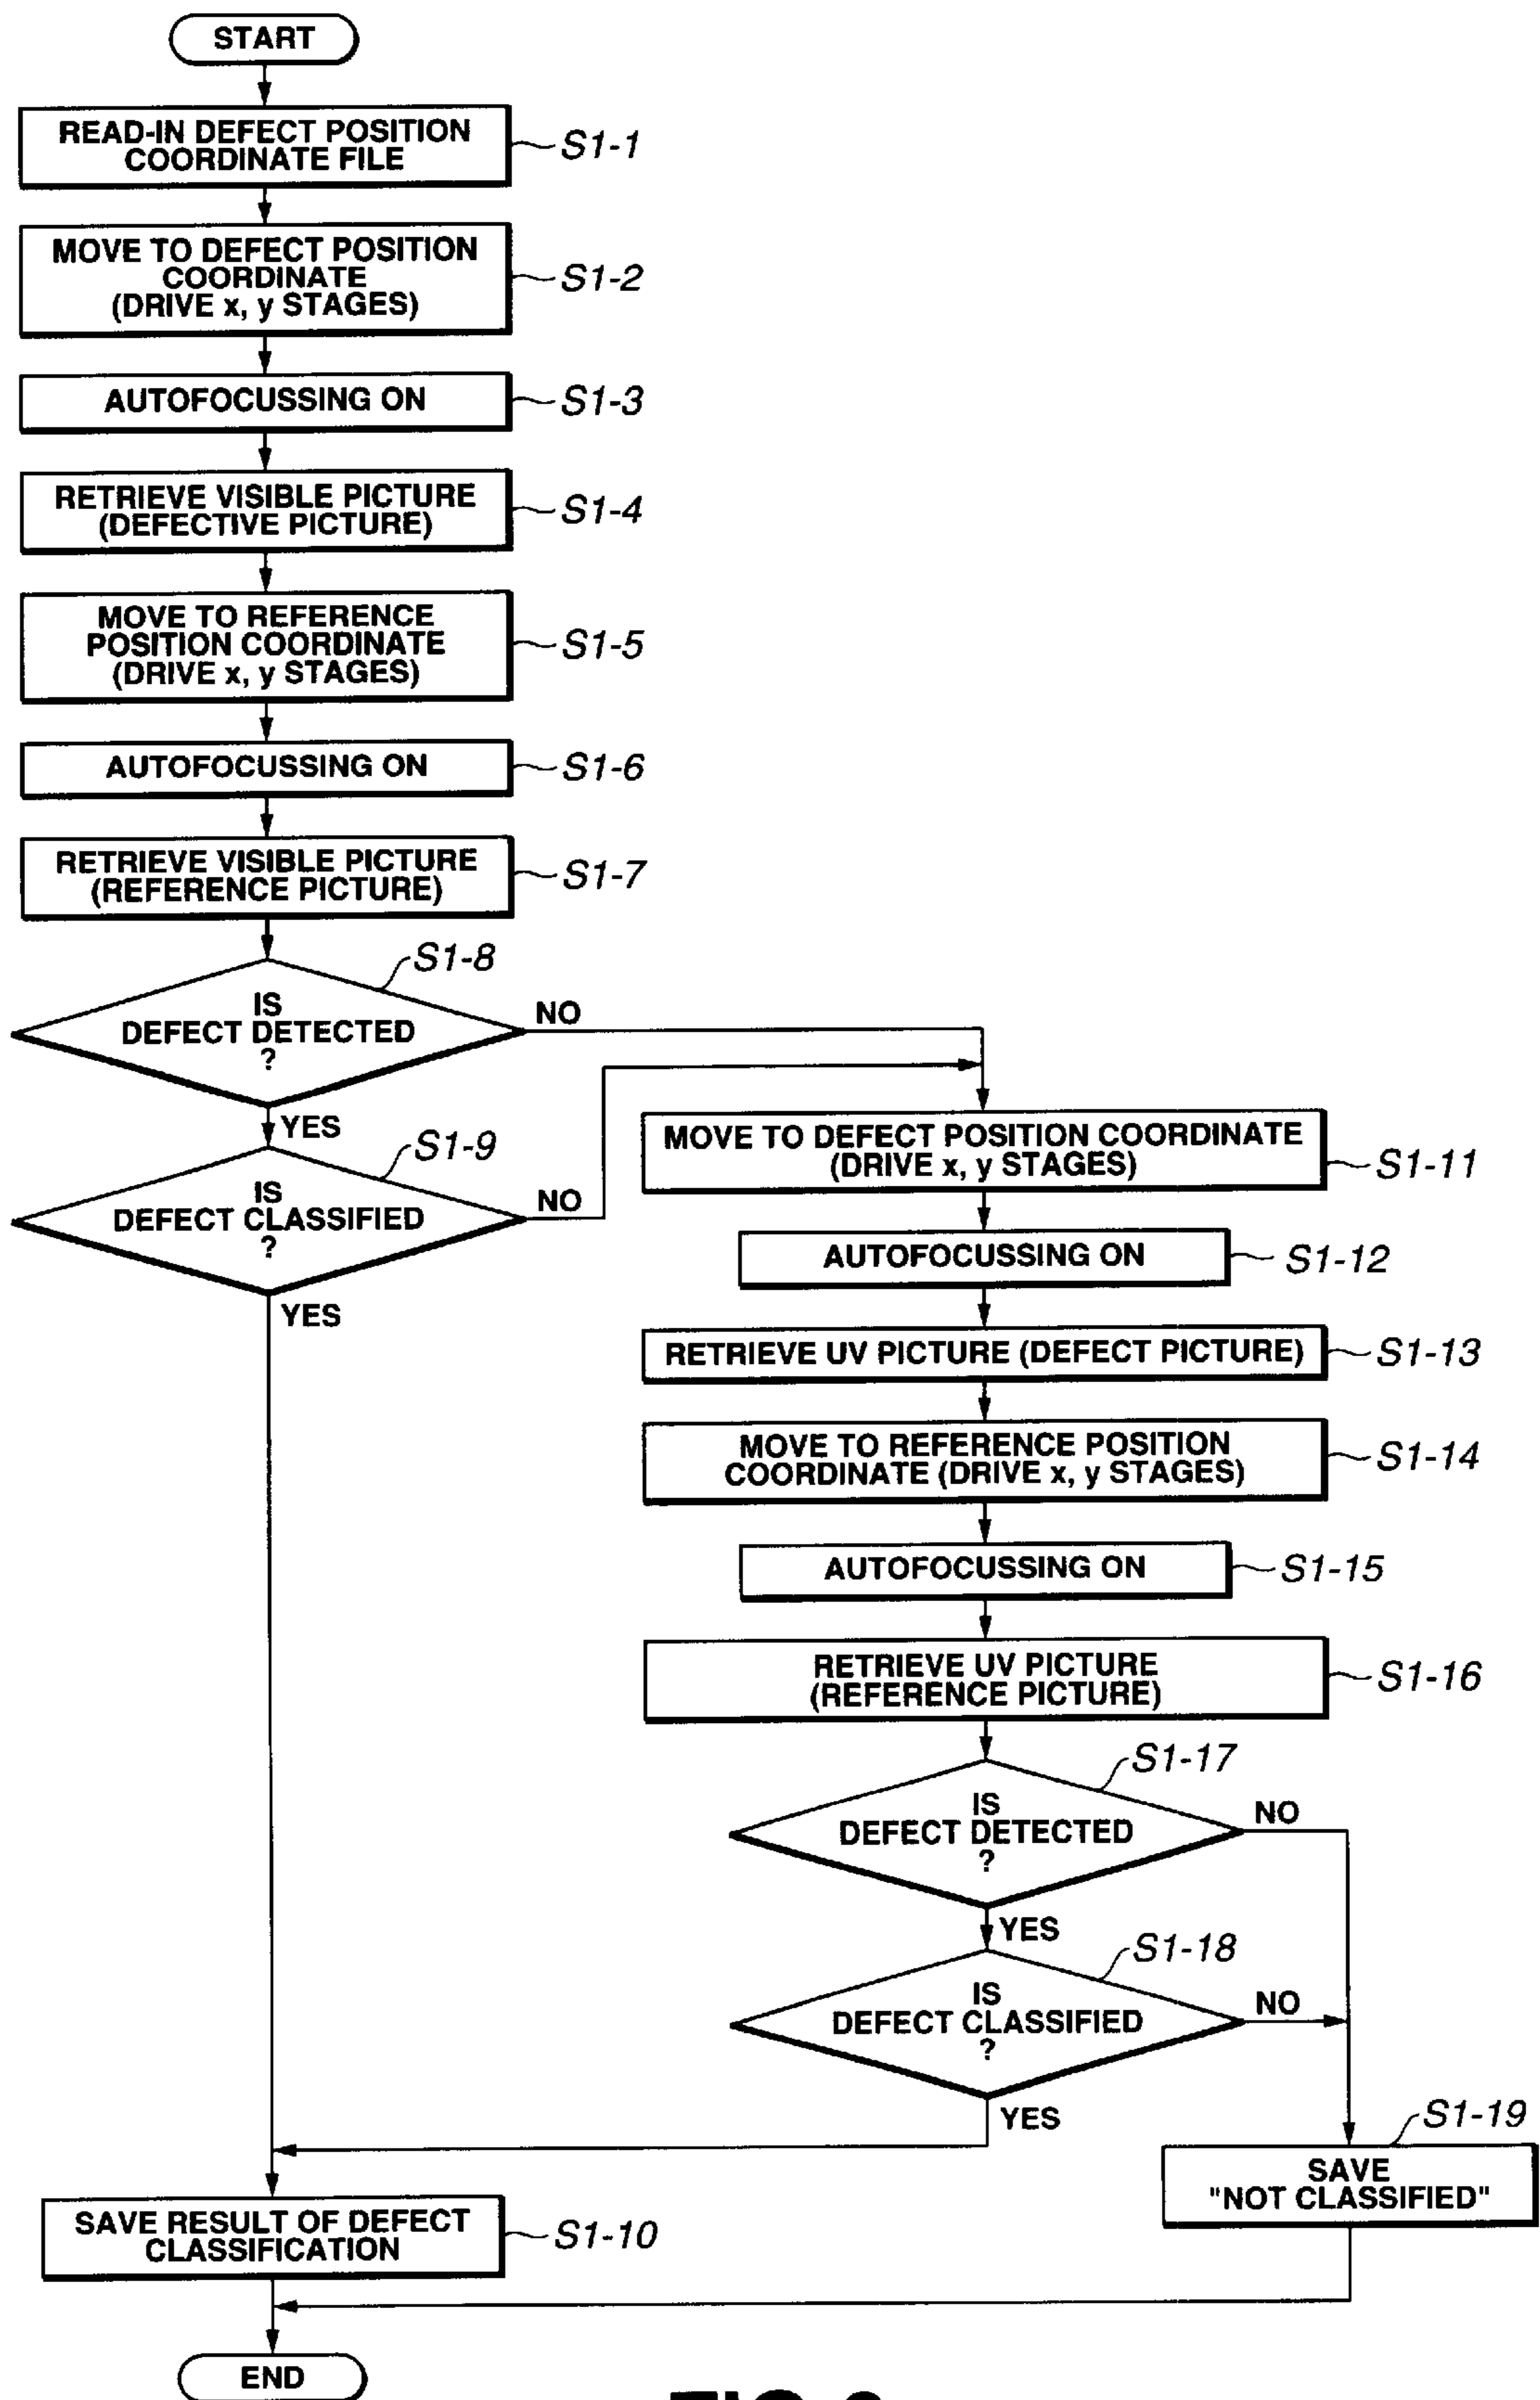 START
READ-IN DEFECT POSITION
COORDINATE FILE
S1-1
MOVE TO DEFECT POSITION
COORDINATE
(DRIVE x, y STAGES)
S1-2
AUTOFOCUSSING ON
S1-3
RETRIEVE VISIBLE PICTURE
(DEFECTIVE PICTURE)
S1-4
MOVE TO REFERENCE
POSITION COORDINATE
(DRIVE x, y STAGES)
S1-5
AUTOFOCUSSING ON
S1-6
RETRIEVE VISIBLE PICTURE
(REFERENCE PICTURE)
S1-7
S1-8
IS
DEFECT DETECTED
?
NO
YES
S1-9
IS
DEFECT CLASSIFIED
?
NO
YES
MOVE TO DEFECT POSITION COORDINATE
(DRIVE x, y STAGES)
S1-11
AUTOFOCUSSING ON
S1-12
RETRIEVE UV PICTURE (DEFECT PICTURE)
S1-13
MOVE TO REFERENCE POSITION
COORDINATE (DRIVE x, y STAGES)
S1-14
AUTOFOCUSSING ON
S1-15
RETRIEVE UV PICTURE
(REFERENCE PICTURE)
S1-16
S1-17
IS
DEFECT DETECTED
?
NO
YES
S1-18
IS
DEFECT CLASSIFIED
?
NO
YES
S1-19
SAVE
"NOT CLASSIFIED"
SAVE RESULT OF DEFECT
CLASSIFICATION
S1-10
END